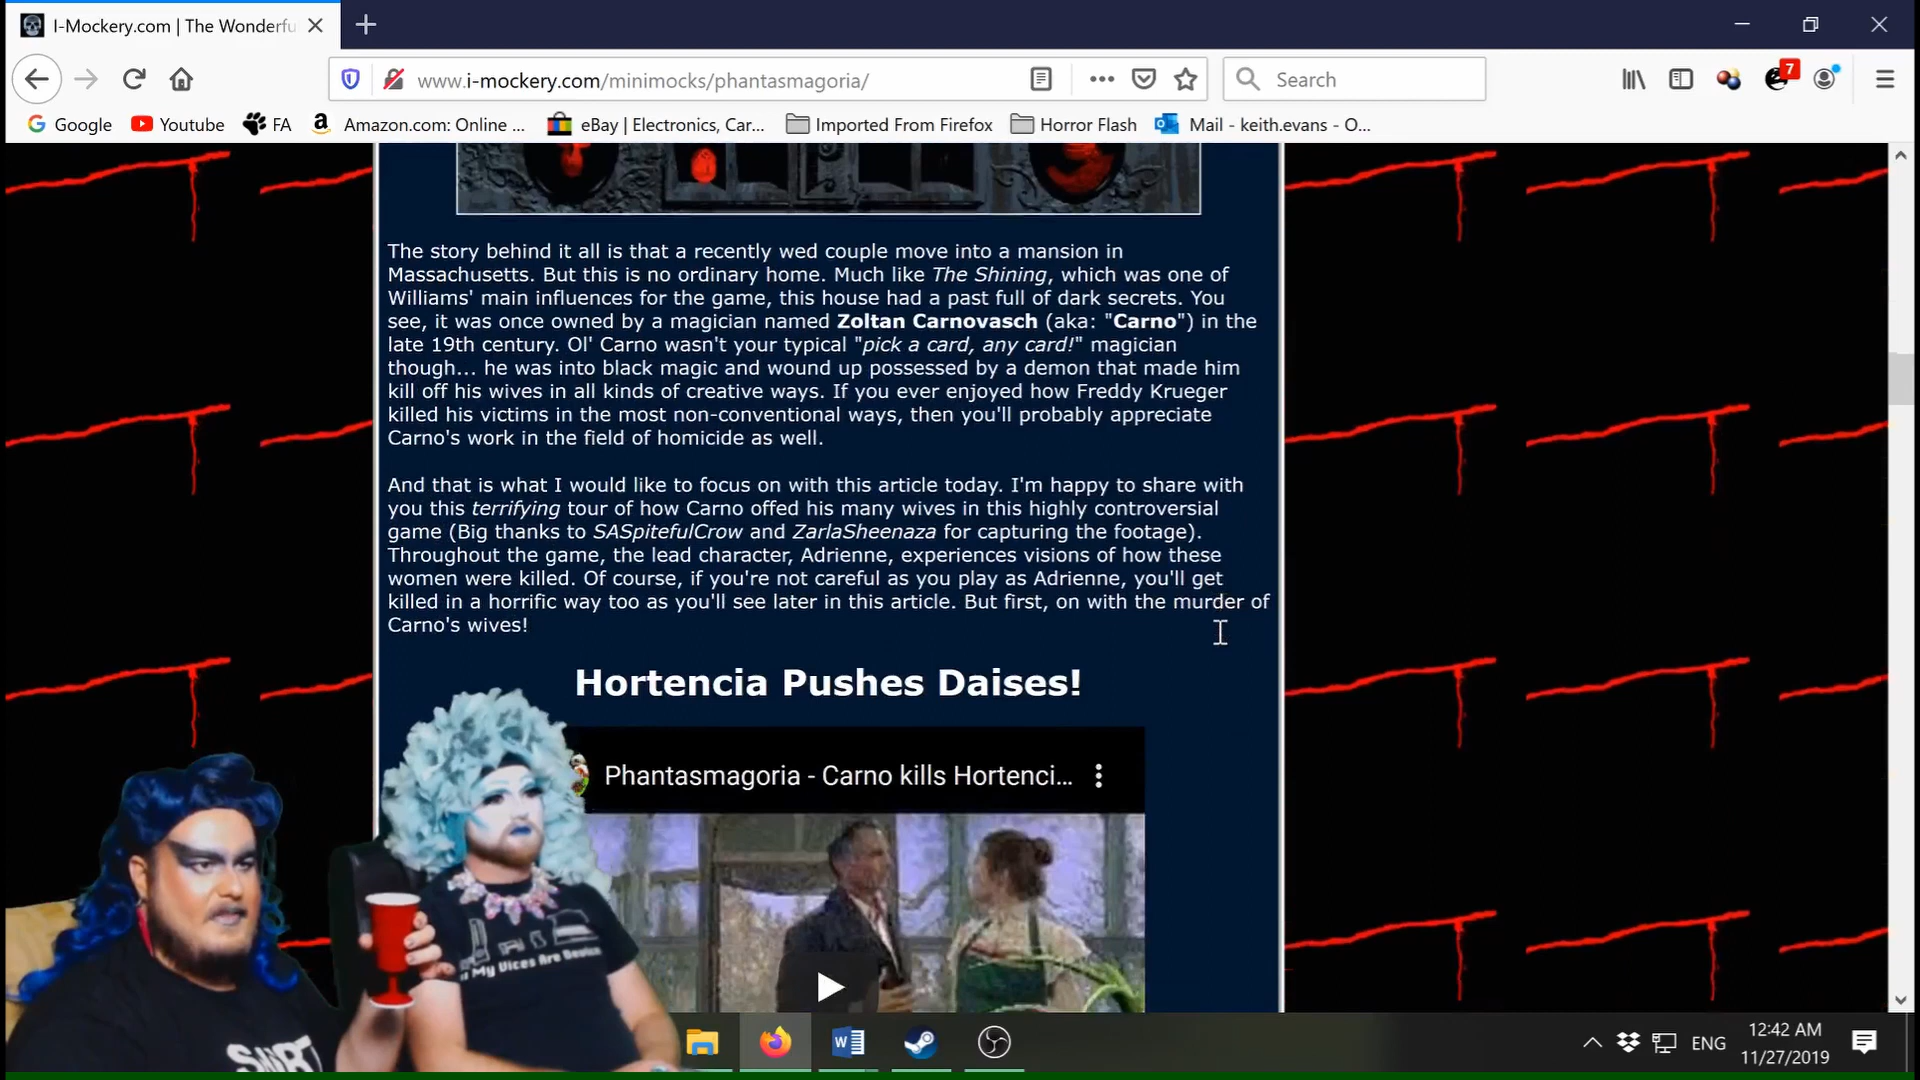 I-Mockery.com | The Wonderfu
www.i-mockery.com/minimocks/phantasmagoria/
Search
7
Google
Youtube
FA
Amazon.com: Online ...
eBay | Electronics, Car...
Imported From Firefox
Horror Flash
Mail - keith.evans - O...
The story behind it all is that a recently wed couple move into a mansion in
Massachusetts. But this is no ordinary home. Much like The Shining, which was one of
Williams' main influences for the game, this house had a past full of dark secrets. You
see, it was once owned by a magician named Zoltan Carnovasch (aka: "Carno") in the
late 19th century. Ol' Carno wasn't your typical "pick a card, any card!" magician
though... he was into black magic and wound up possessed by a demon that made him
kill off his wives in all kinds of creative ways. If you ever enjoyed how Freddy Krueger
killed his victims in the most non-conventional ways, then you'll probably appreciate
Carno's work in the field of homicide as well.
And that is what I would like to focus on with this article today. I'm happy to share with
you this terrifying tour of how Carno offed his many wives in this highly controversial
game (Big thanks to SASpitefulCrow and ZarlaSheenaza for capturing the footage).
Throughout the game, the lead character, Adrienne, experiences visions of how these
women were killed. Of course, if you're not careful as you play as Adrienne, you'll get
killed in a horrific way too as you'll see later in this article. But first, on with the murder of
Carno's wives!
Hortencia Pushes Daises!
Phantasmagoria - Carno kills Hortenci...
My Vices Are Devices
ENG
12:42 AM
11/27/2019